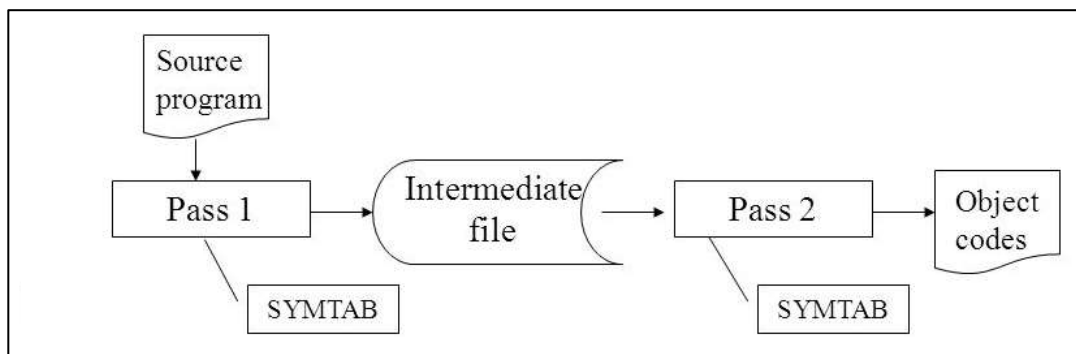 Source
program
Pass 1
Intermediate
file
Pass 2
Object
codes
SYMTAB
SYMTAB